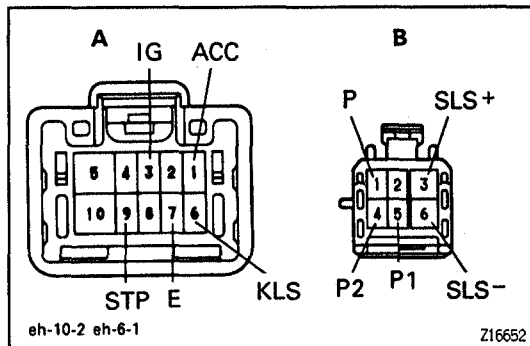 A
B
IG ACC
P SLS+
5 4 3 2 1
10 9 8 7 6
1 2 3
4 5 6
STP E KLS
P2 P1 SLS-
eh-10-2 eh-6-1
Z16652